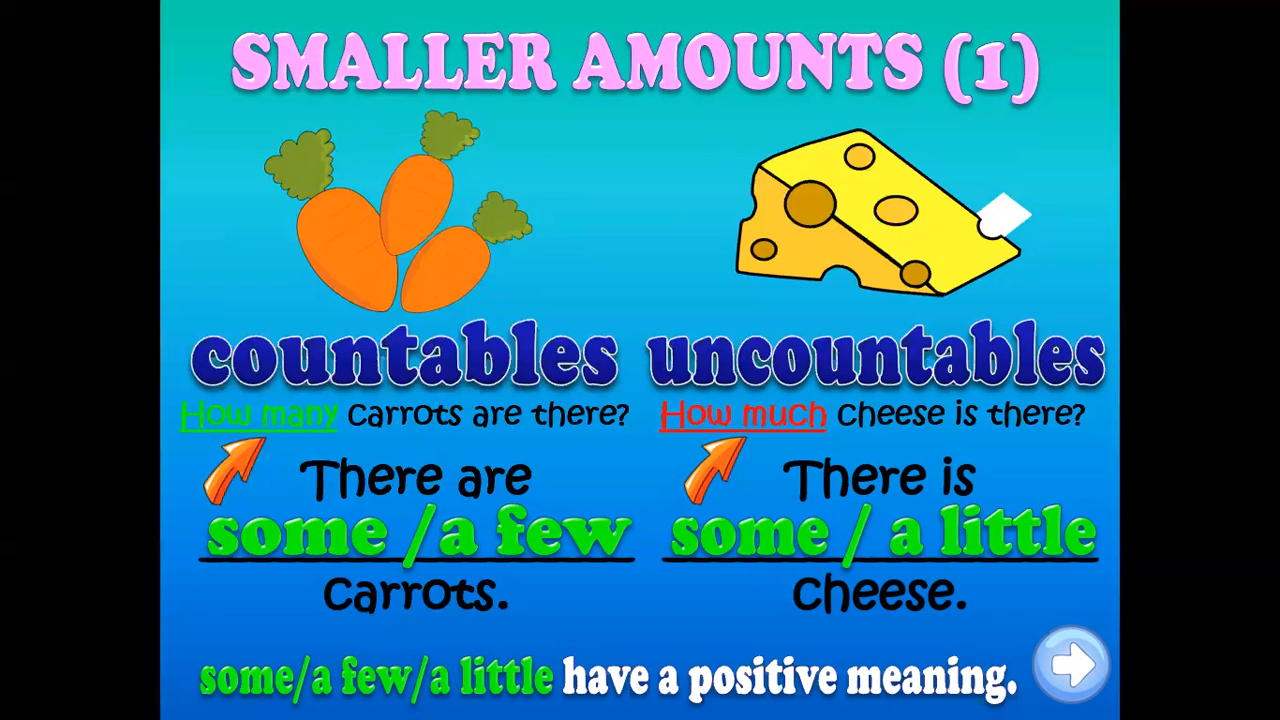 SMALLER AMOUNTS (1)
countables
How many carrots are there?
There are
some /a few
carrots.
uncountables
How much cheese is there?
There is
some / a little
cheese.
some/a few/a little have a positive meaning.